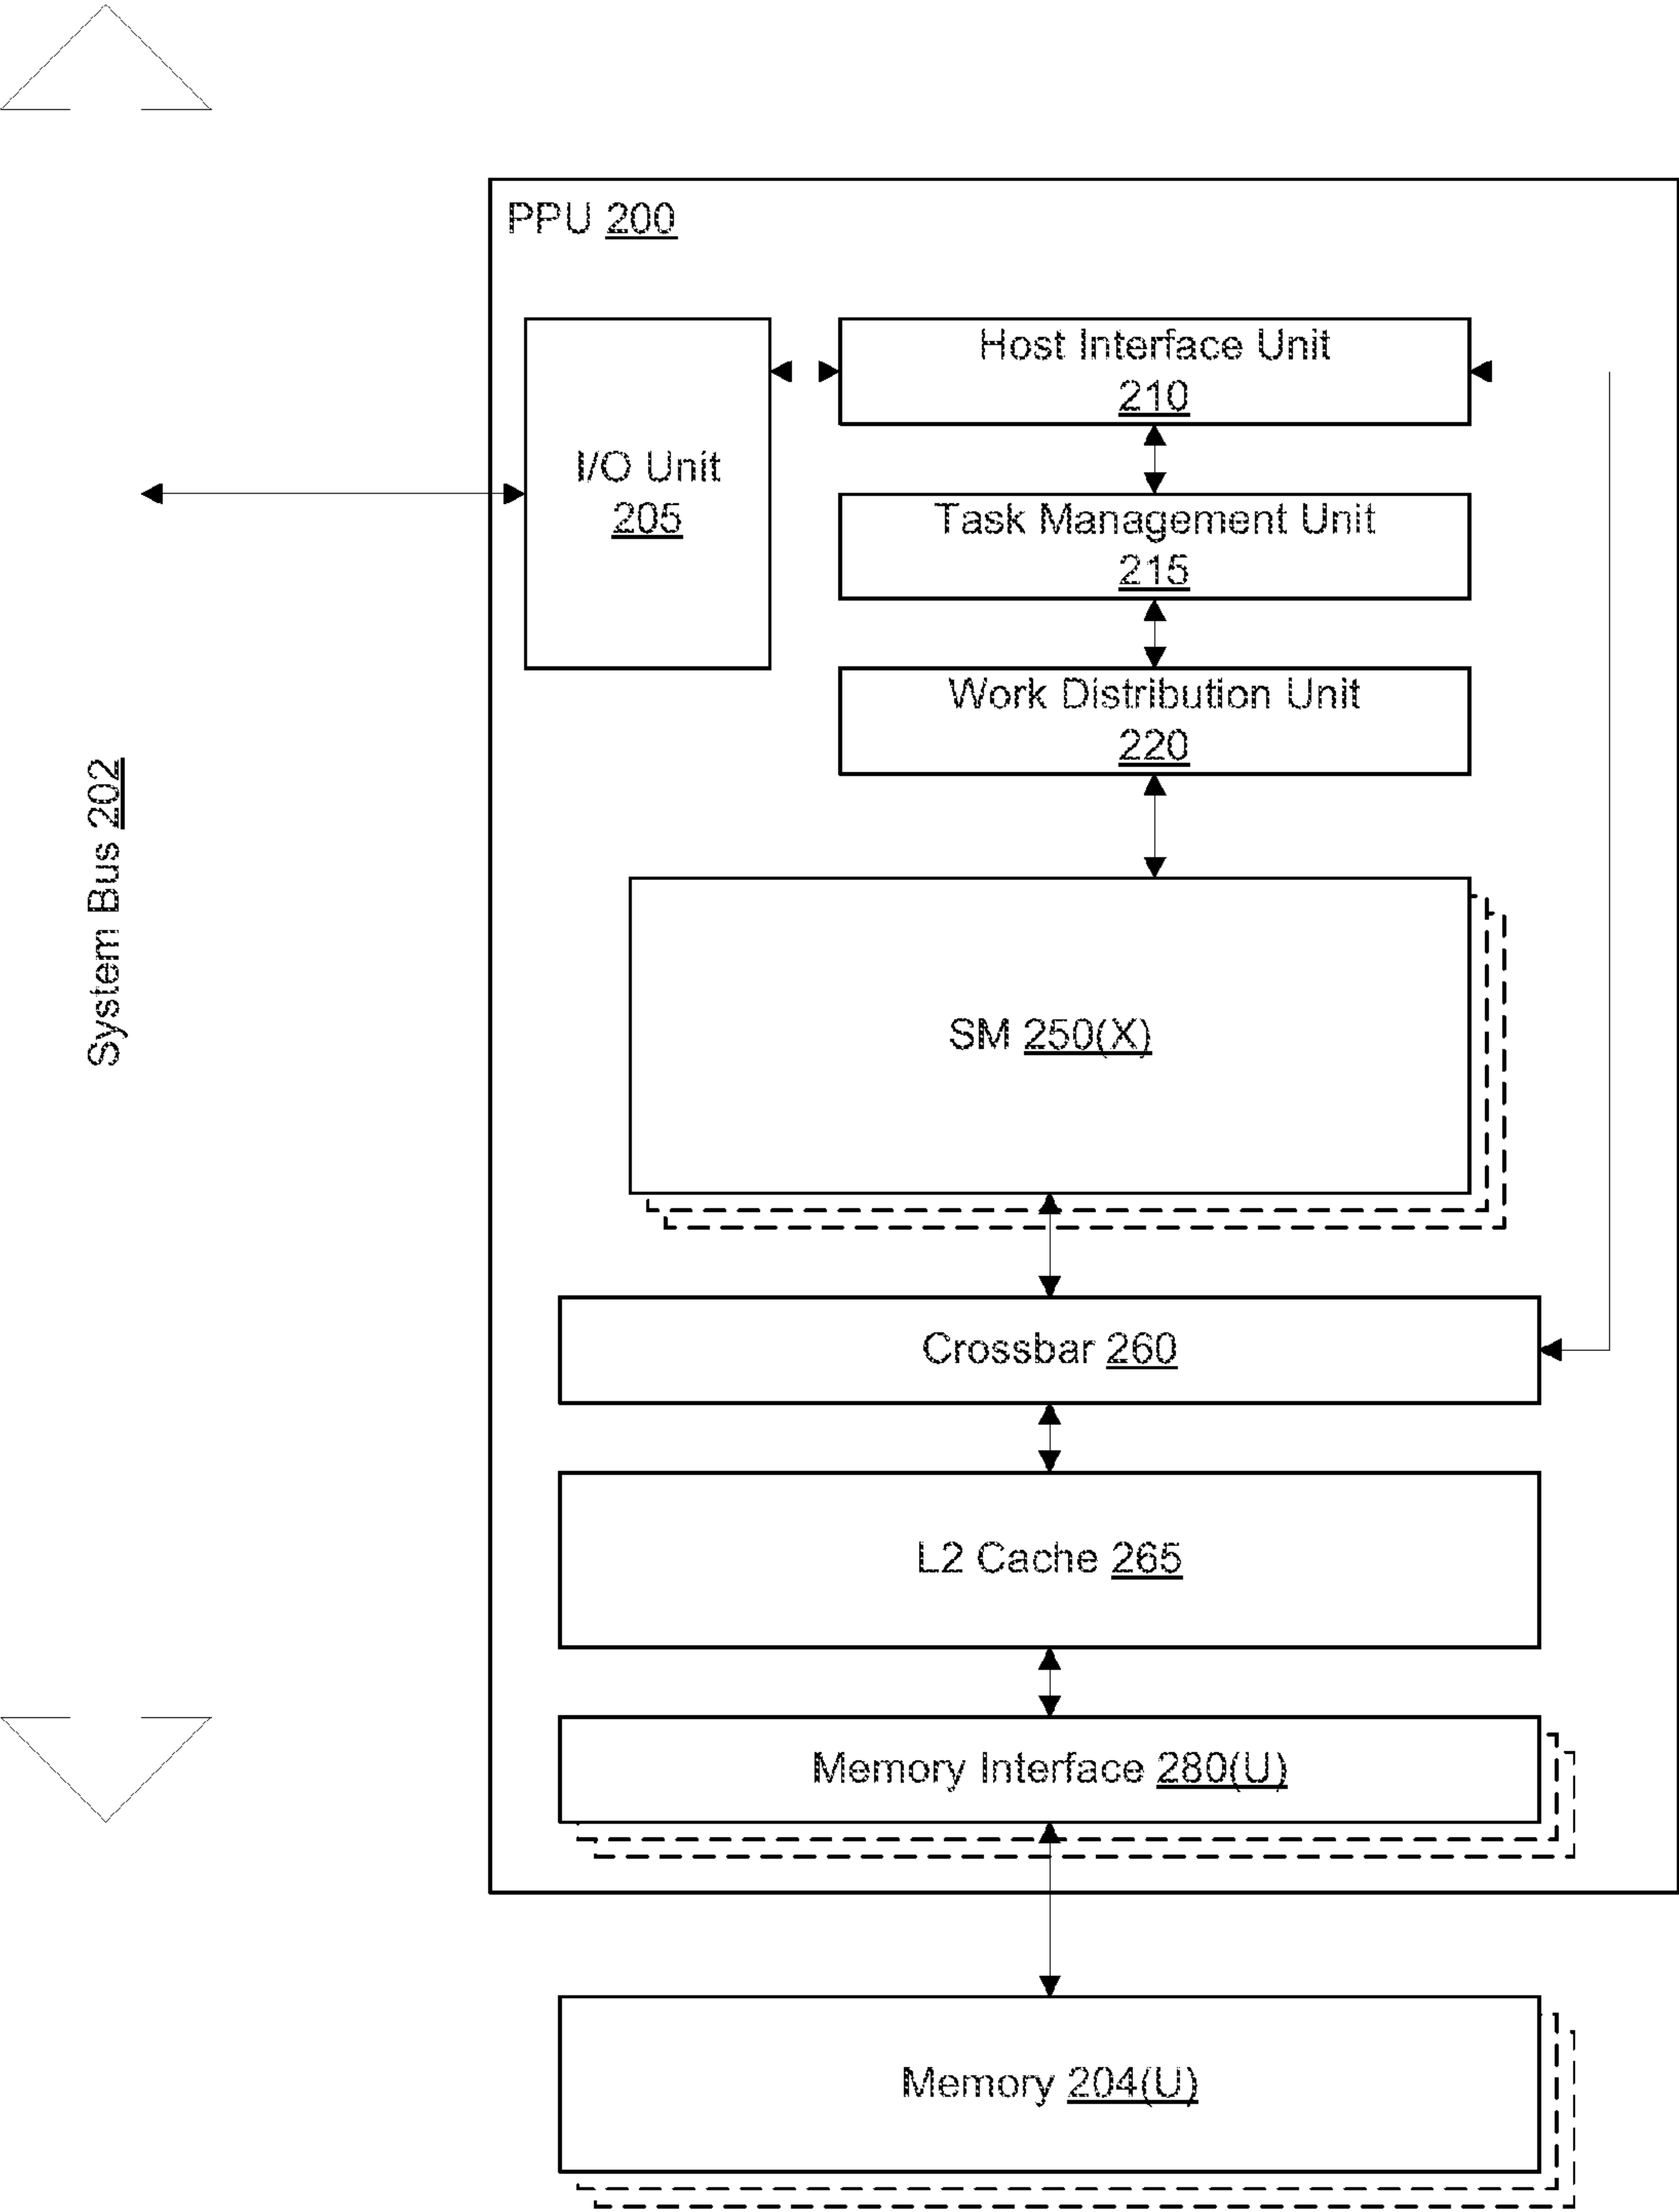 PPU 200
Host Interface Unit
210
I/O Unit
205
Task Management Unit
215
Work Distribution Unit
220
System Bus 202
SM 250(X)
Crossbar 260
L2 Cache 265
Memory Interface 280(U)
Memory 204(U)